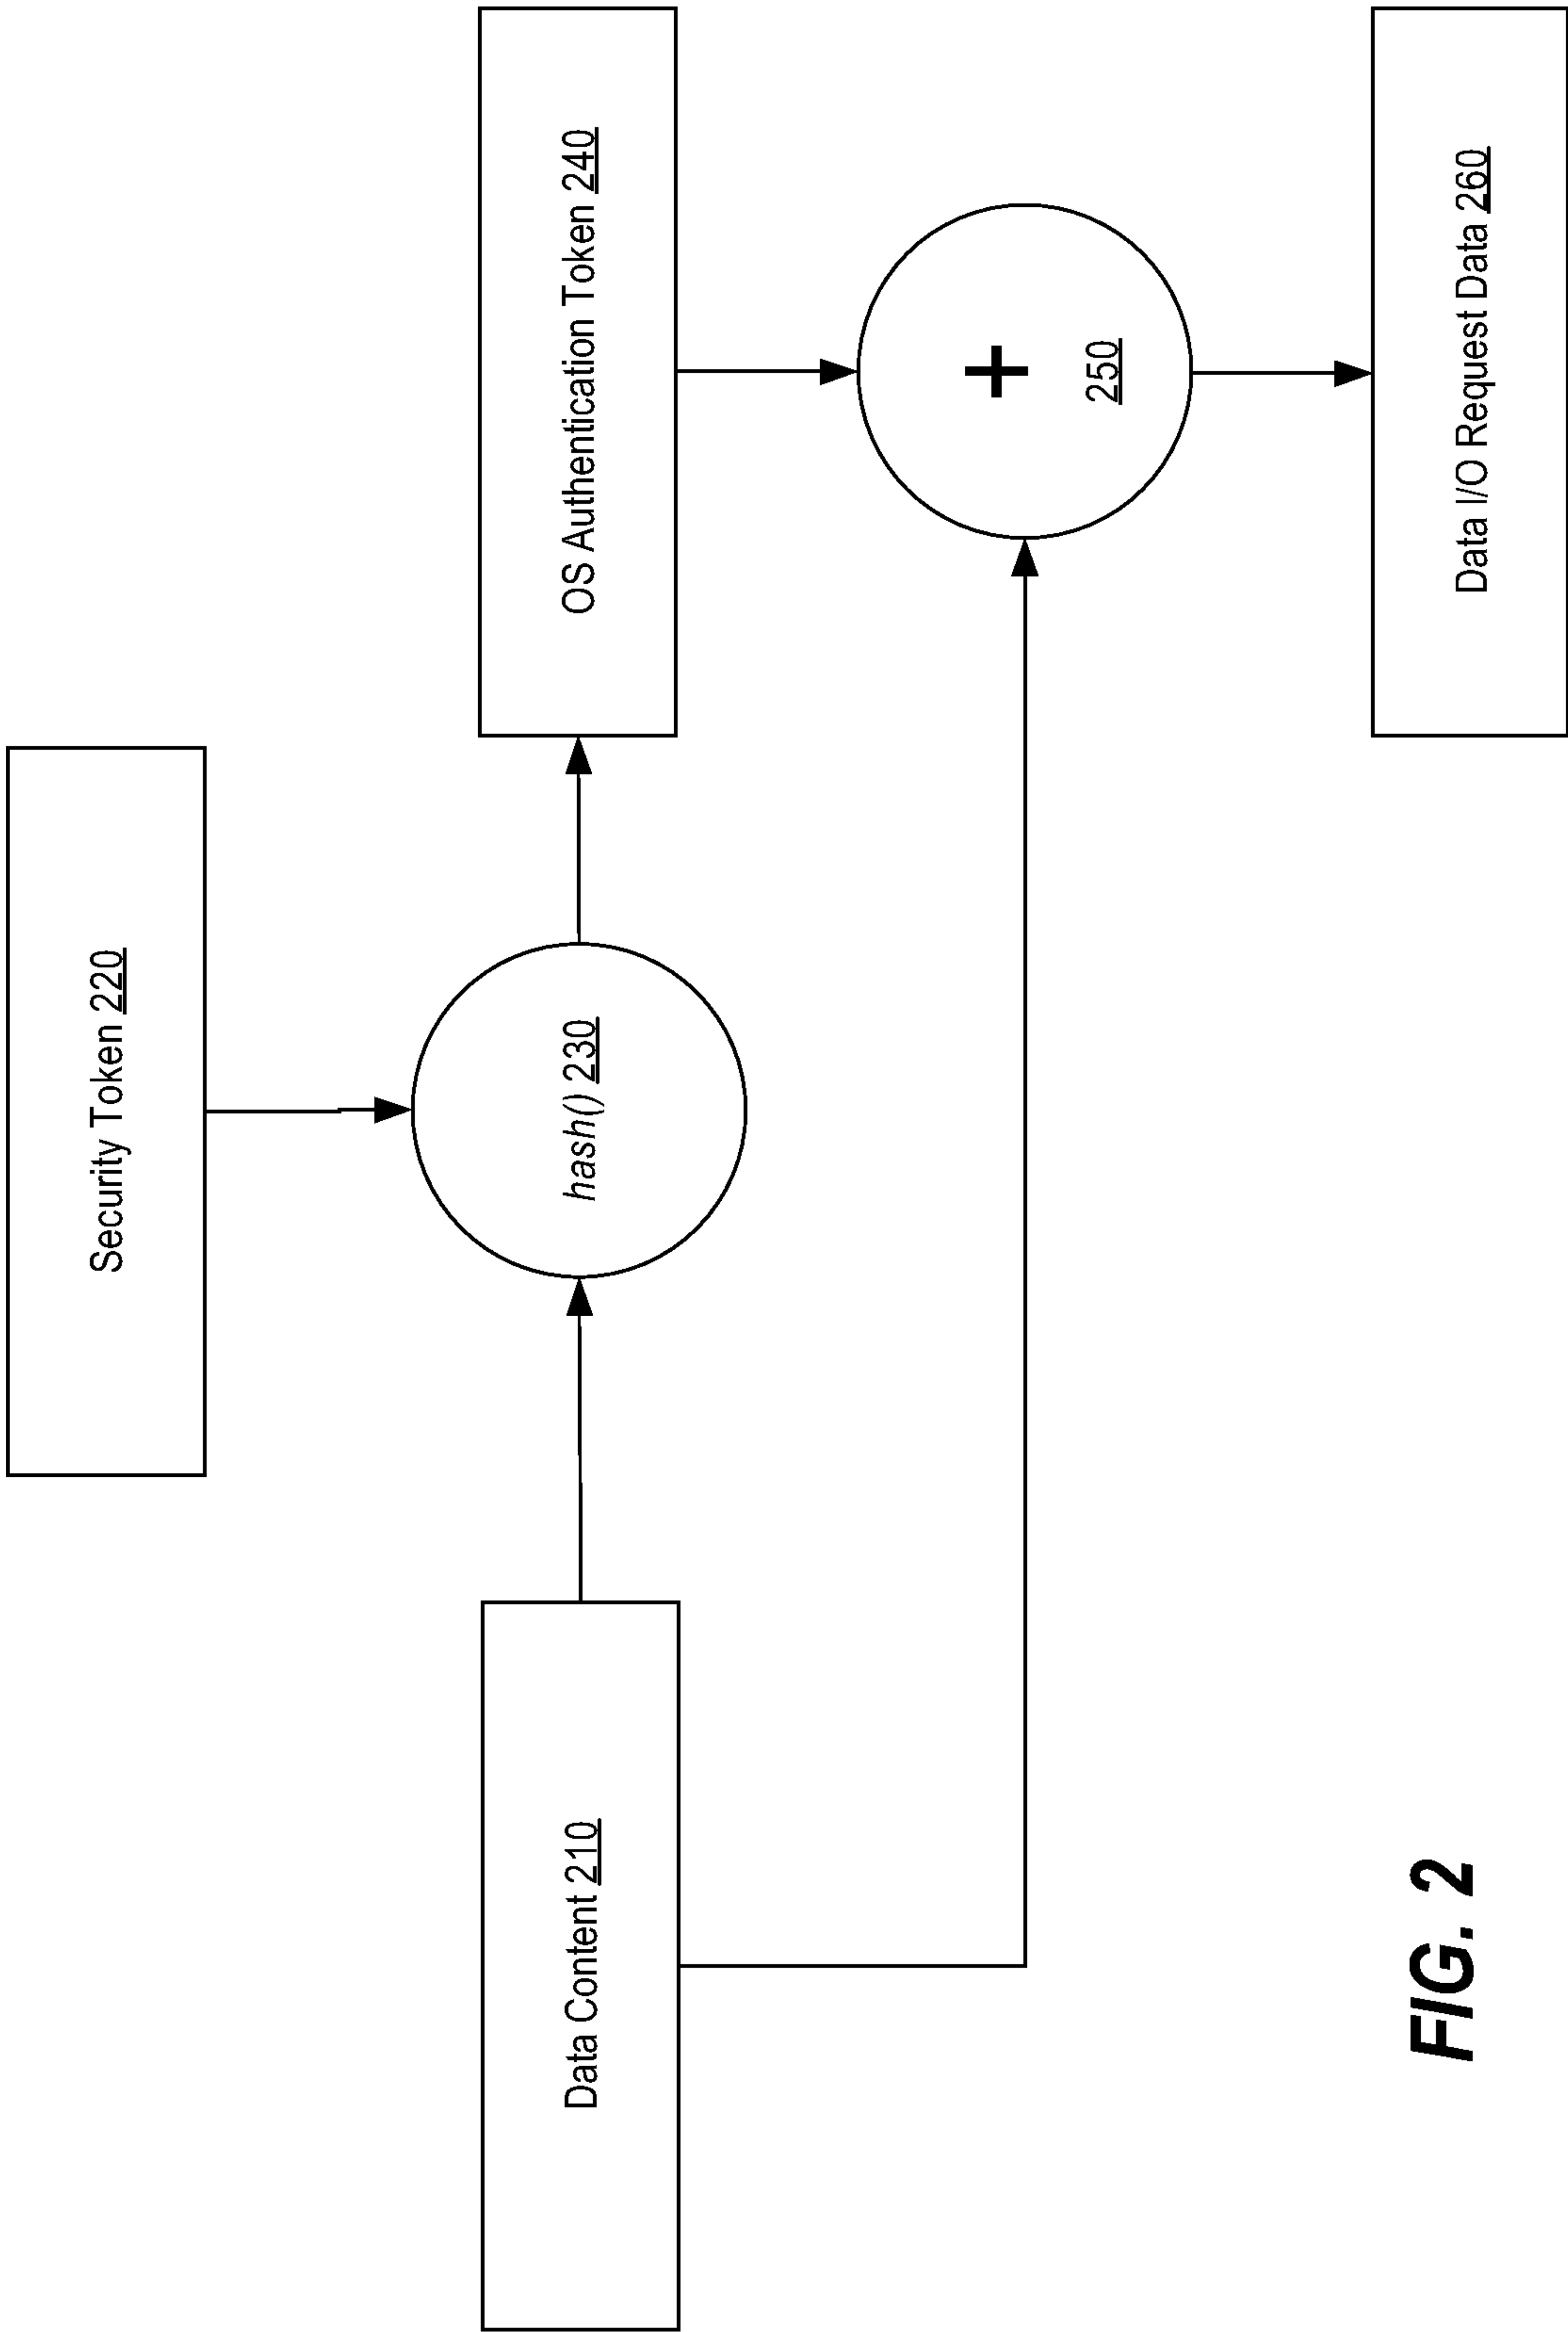 Security Token 220
Data Content 210
hash() 230
OS Authentication Token 240
+
250
Data I/O Request Data 260
FIG. 2